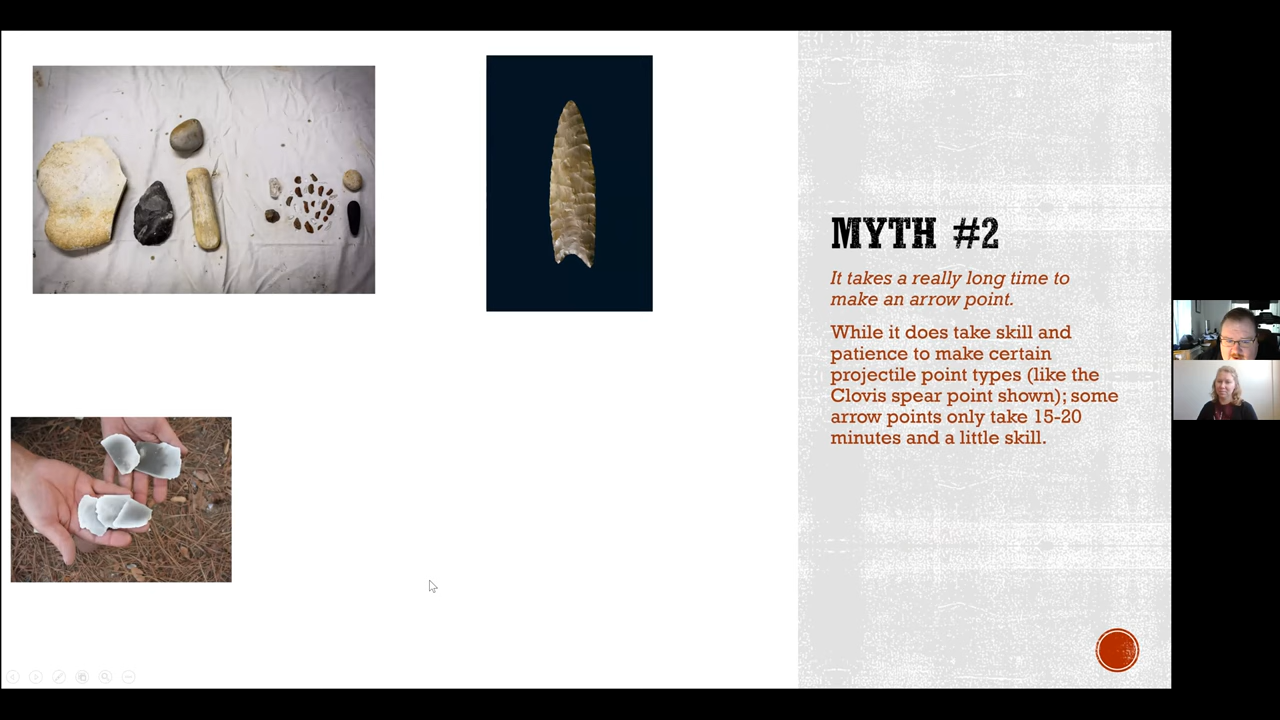 MYTH #2
It takes a really long time to
make an arrow point.
While it does take skill and
patience to make certain
projectile point types (like the
Clovis spear point shown); some
arrow points only take 15-20
minutes and a little skill.